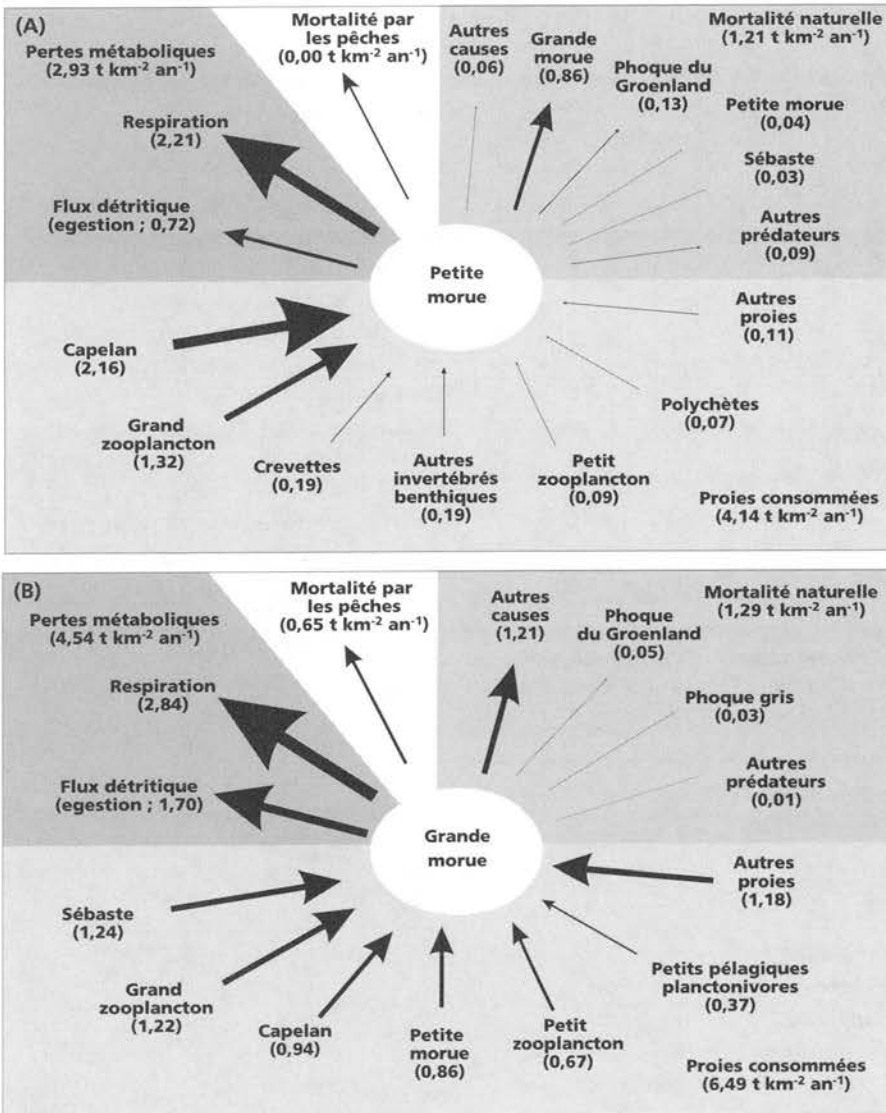 (A)
Pertes métaboliques
(2,93 t km⁻² an⁻¹)
Mortalité par
les pêches
(0,00 t km⁻² an⁻¹)
Autres
causes
(0,06)
Grande
morue
(0,86)
Mortalité naturelle
(1,21 t km⁻² an⁻¹)
Phoque du
Groenland
(0,13)
Petite morue
(0,04)
Sébaste
(0,03)
Autres
prédateurs
(0,09)
Respiration
(2,21)
Flux détritique
(egestion ; 0,72)
Petite
morue
Capelan
(2,16)
Grand
zooplancton
(1,32)
Crevettes
(0,19)
Autres
invertébrés
benthiques
(0,19)
Petit
zooplancton
(0,09)
Polychètes
(0,07)
Autres
proies
(0,11)
Proies consommées
(4,14 t km⁻² an⁻¹)
(B)
Pertes métaboliques
(4,54 t km⁻² an⁻¹)
Mortalité par
les pêches
(0,65 t km⁻² an⁻¹)
Autres
causes
(1,21)
Phoque
du Groenland
(0,05)
Mortalité naturelle
(1,29 t km⁻² an⁻¹)
Phoque gris
(0,03)
Autres
prédateurs
(0,01)
Respiration
(2,84)
Flux détritique
(egestion ; 1,70)
Grande
morue
Sébaste
(1,24)
Grand
zooplancton
(1,22)
Capelan
(0,94)
Petite
morue
(0,86)
Petit
zooplancton
(0,67)
Petits pélagiques
planctonivores
(0,37)
Autres
proies
(1,18)
Proies consommées
(6,49 t km⁻² an⁻¹)